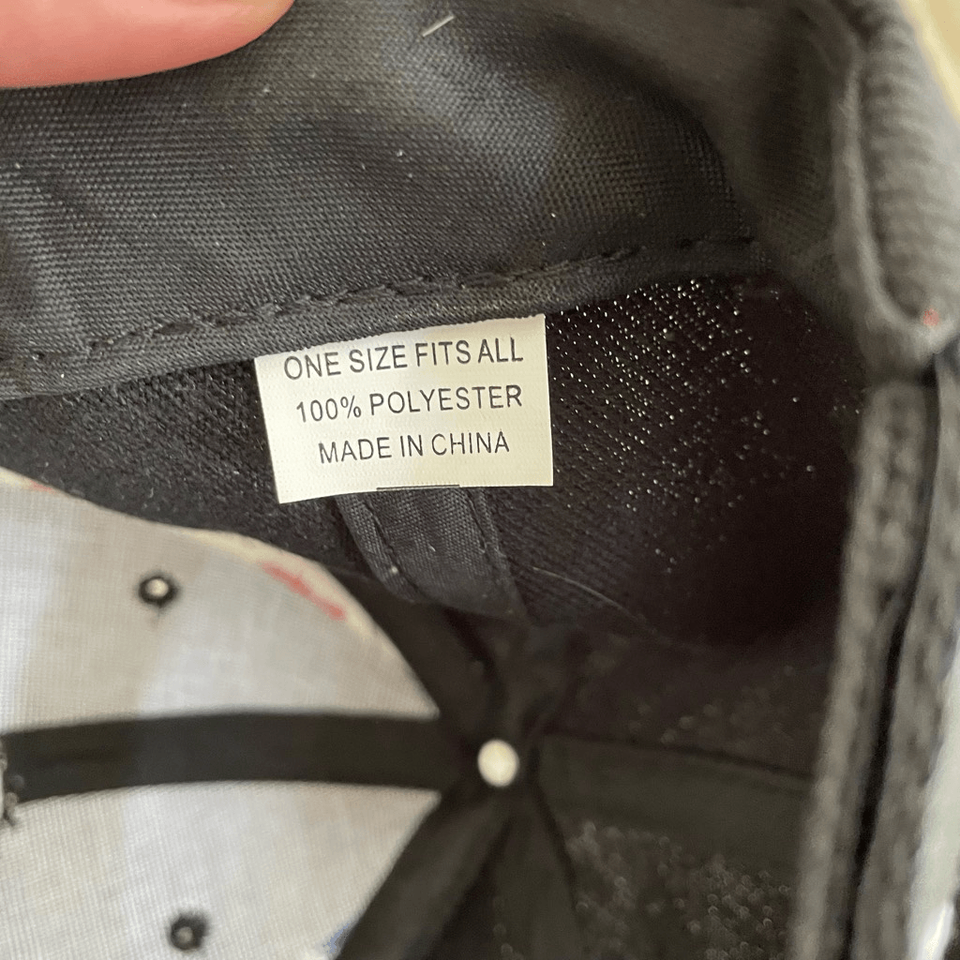 ONE SIZE FITS ALL
100% POLYESTER
MADE IN CHINA